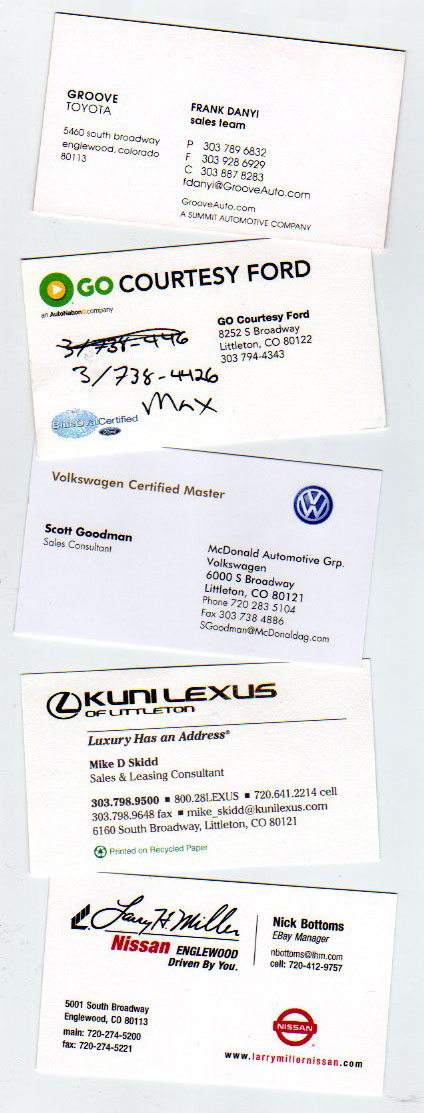 GROOVE
TOYOTA
5460 south broadway
englewood, colorado
80113
FRANK DANYI
sales team
P 303 789 6832
F 303 928 6929
C 303 887 8283
fdanyi@GrooveAuto.com
GrooveAuto.com
A SUMMIT AUTOMOTIVE COMPANY
GO COURTESY FORD
an AutoNation company
3/738-446
3/738-4426
Max
BlueOvalCertified
Ford
GO Courtesy Ford
8252 S Broadway
Littleton, CO 80122
303 794-4343
Volkswagen Certified Master
Scott Goodman
Sales Consultant
McDonald Automotive Grp.
Volkswagen
6000 S Broadway
Littleton, CO 80121
Phone 720 283 5104
Fax 303 738 4886
SGoodman@McDonaldag.com
KUNI LEXUS
OF LITTLETON
Luxury Has an Address®
Mike D Skidd
Sales & Leasing Consultant
303.798.9500 ■ 800.28LEXUS ■ 720.641.2214 cell
303.798.9648 fax ■ mike_skidd@kunilexus.com
6160 South Broadway, Littleton, CO 80121
Printed on Recycled Paper
Larry H. Miller
Nissan ENGLEWOOD
Driven By You.
Nick Bottoms
EBay Manager
nbottoms@lhm.com
cell: 720-412-9757
5001 South Broadway
Englewood, CO 80113
main: 720-274-5200
fax: 720-274-5221
NISSAN
www.larrymillernissan.com